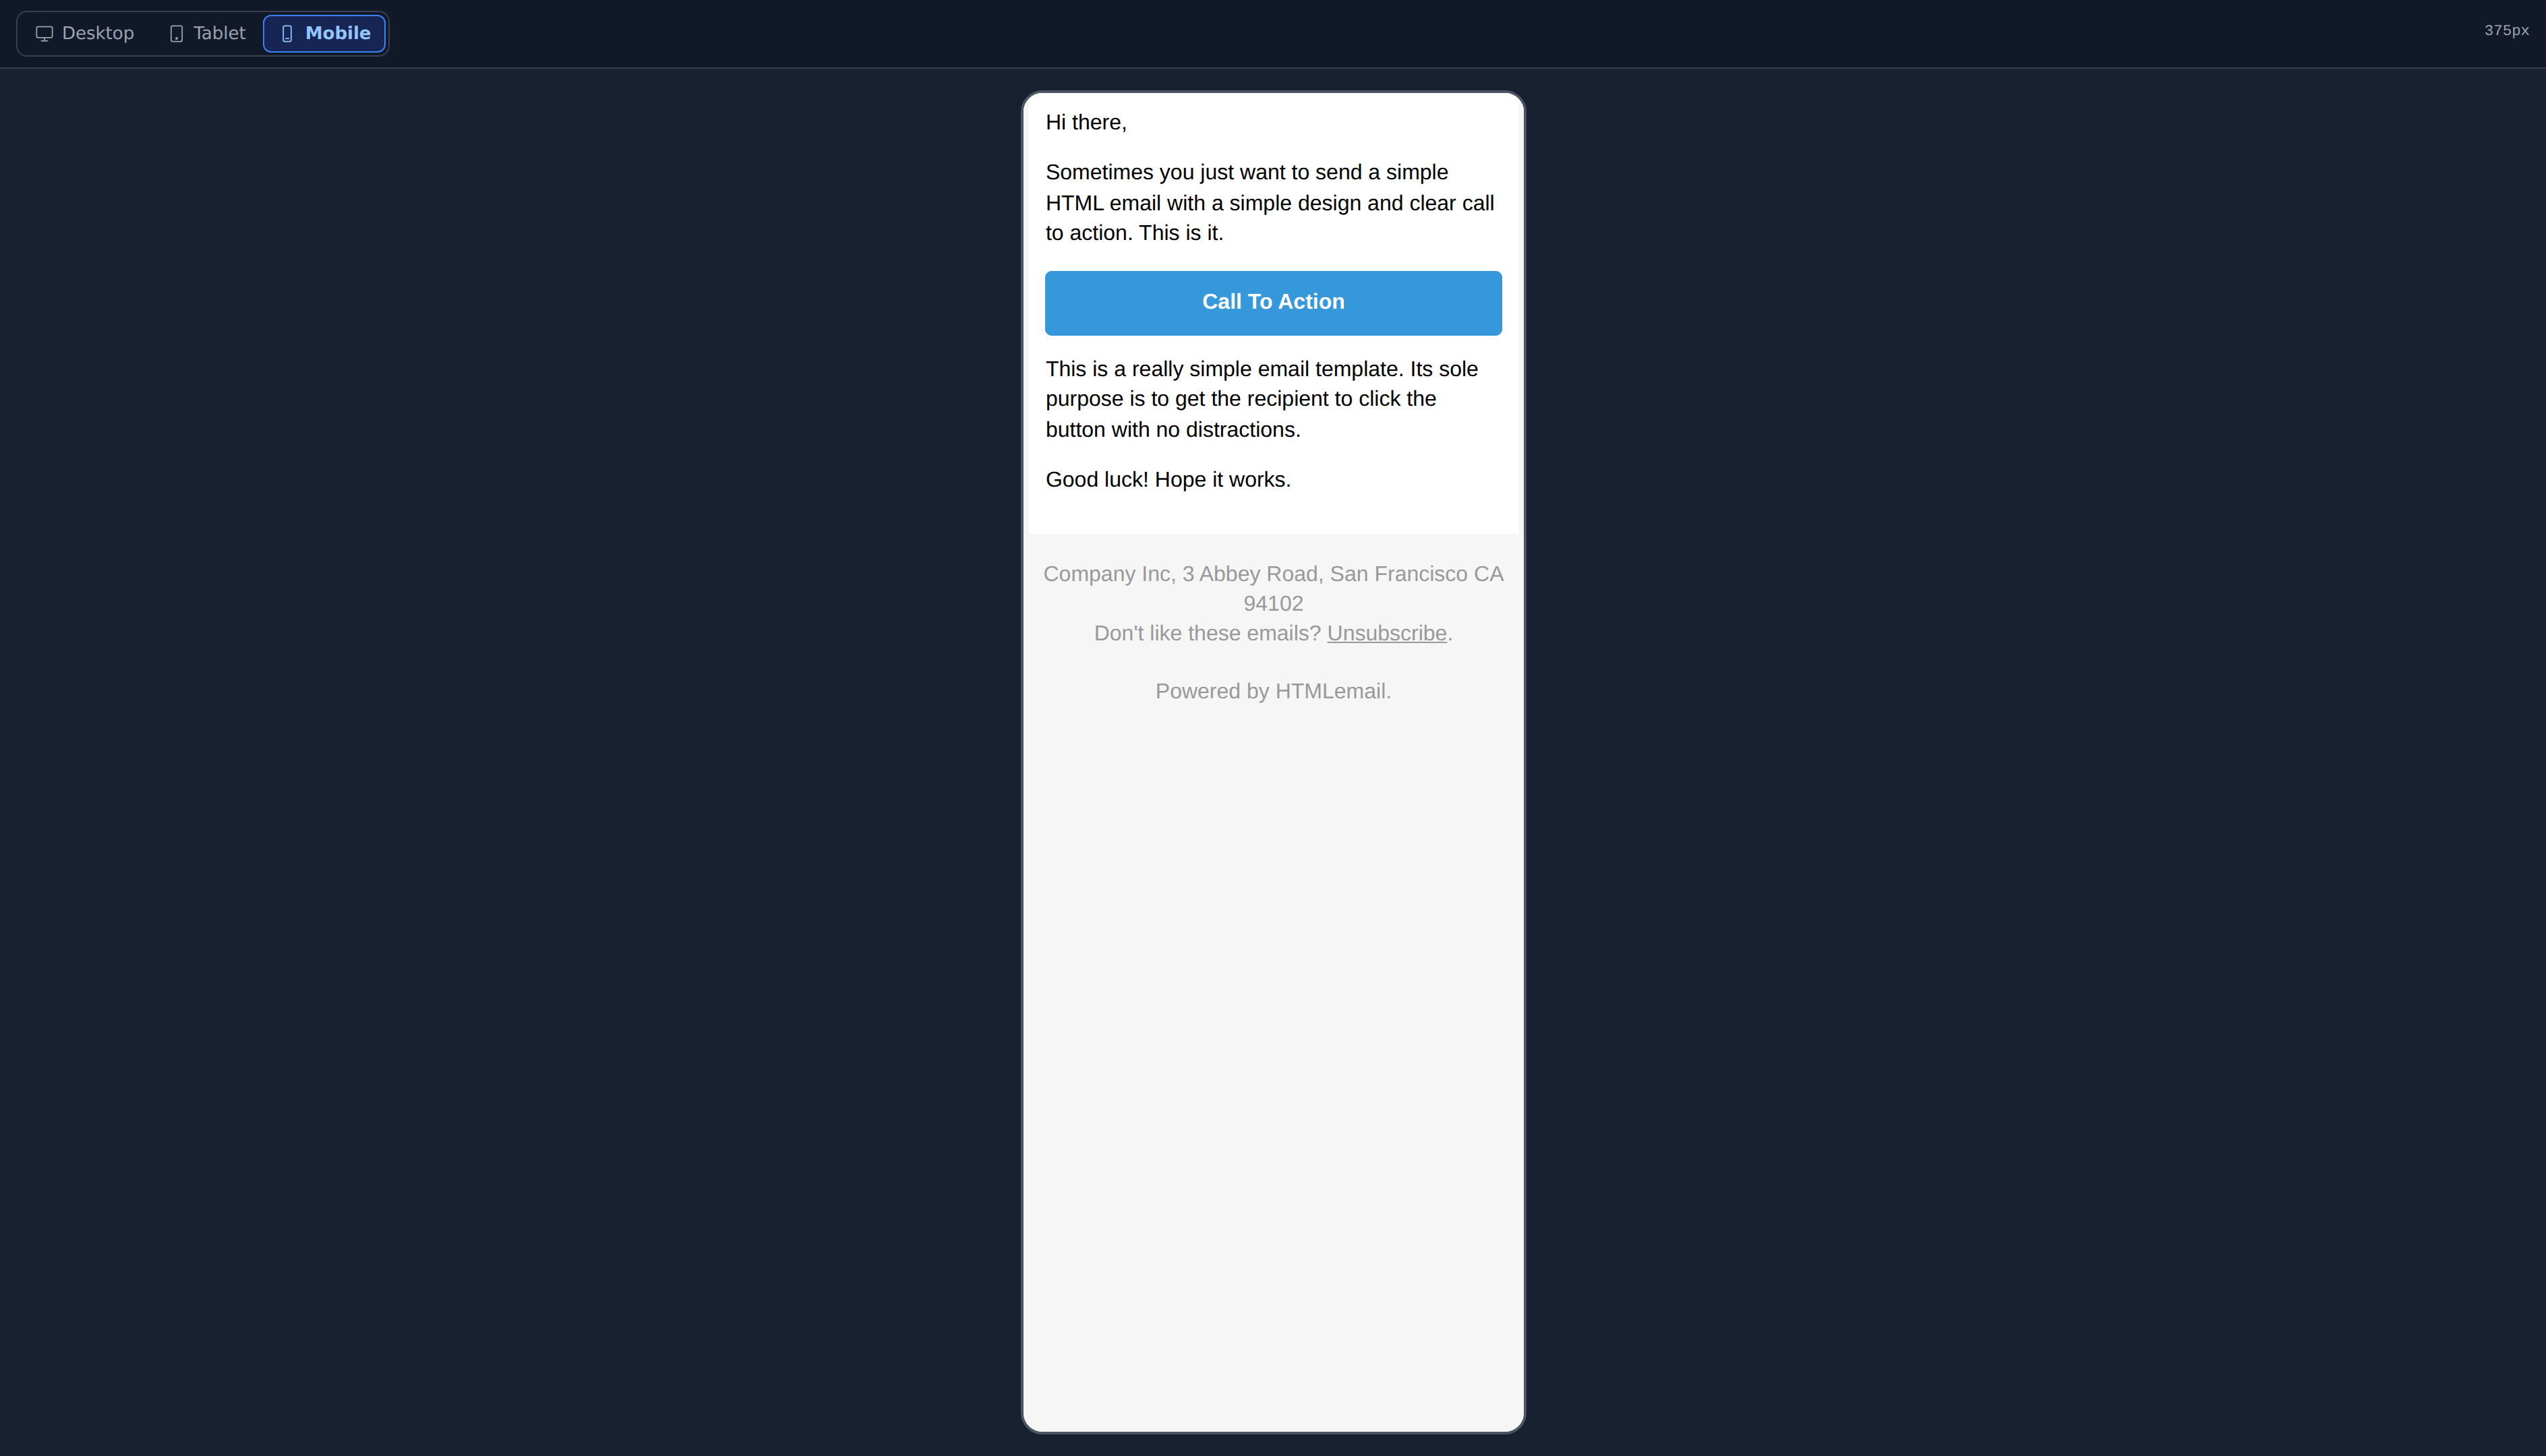 Desktop Tablet Mobile 375px
Hi there,
Sometimes you just want to send a simple
HTML email with a simple design and clear call
to action. This is it.
Call To Action
This is a really simple email template. Its sole
purpose is to get the recipient to click the
button with no distractions.
Good luck! Hope it works.
Company Inc, 3 Abbey Road, San Francisco CA
94102
Don't like these emails? Unsubscribe.
Powered by HTMLemail.